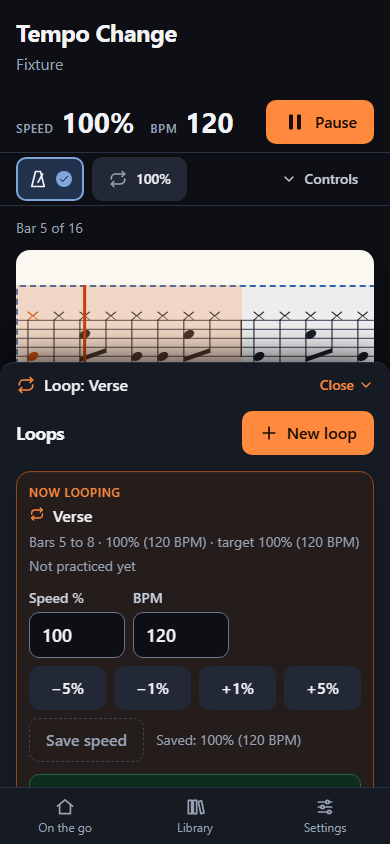 Tempo Change
Fixture
SPEED 100% BPM 120
Pause
100%
Controls
Bar 5 of 16
Loop: Verse
Close
Loops
New loop
NOW LOOPING
Verse
Bars 5 to 8 · 100% (120 BPM) · target 100% (120 BPM)
Not practiced yet
Speed % BPM
100 120
−5% −1% +1% +5%
Save speed Saved: 100% (120 BPM)
On the go Library Settings